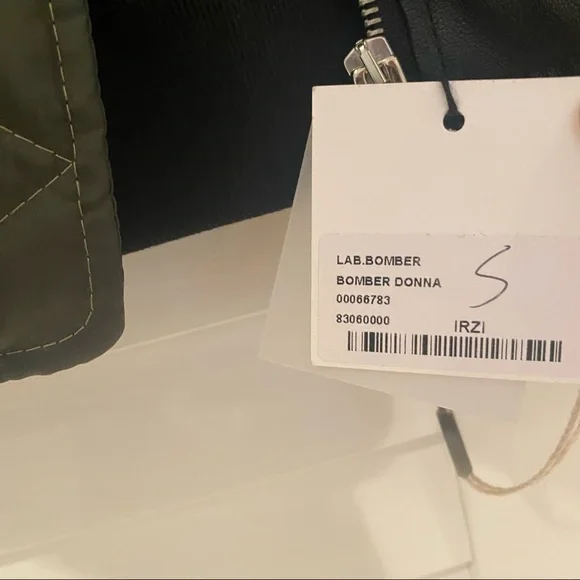 LAB.BOMBER
BOMBER DONNA S
00066783
83060000 IRZI